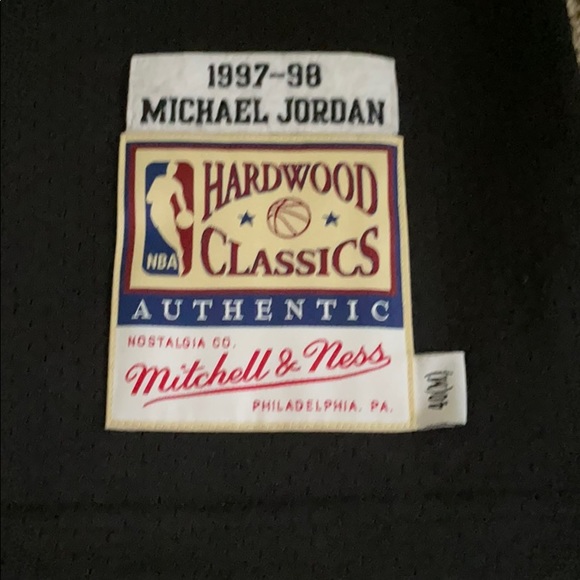 1997-98
MICHAEL JORDAN
HARDWOOD
CLASSICS
NBA
AUTHENTIC
NOSTALGIA CO.
Mitchell & Ness
PHILADELPHIA, PA.
40(M)